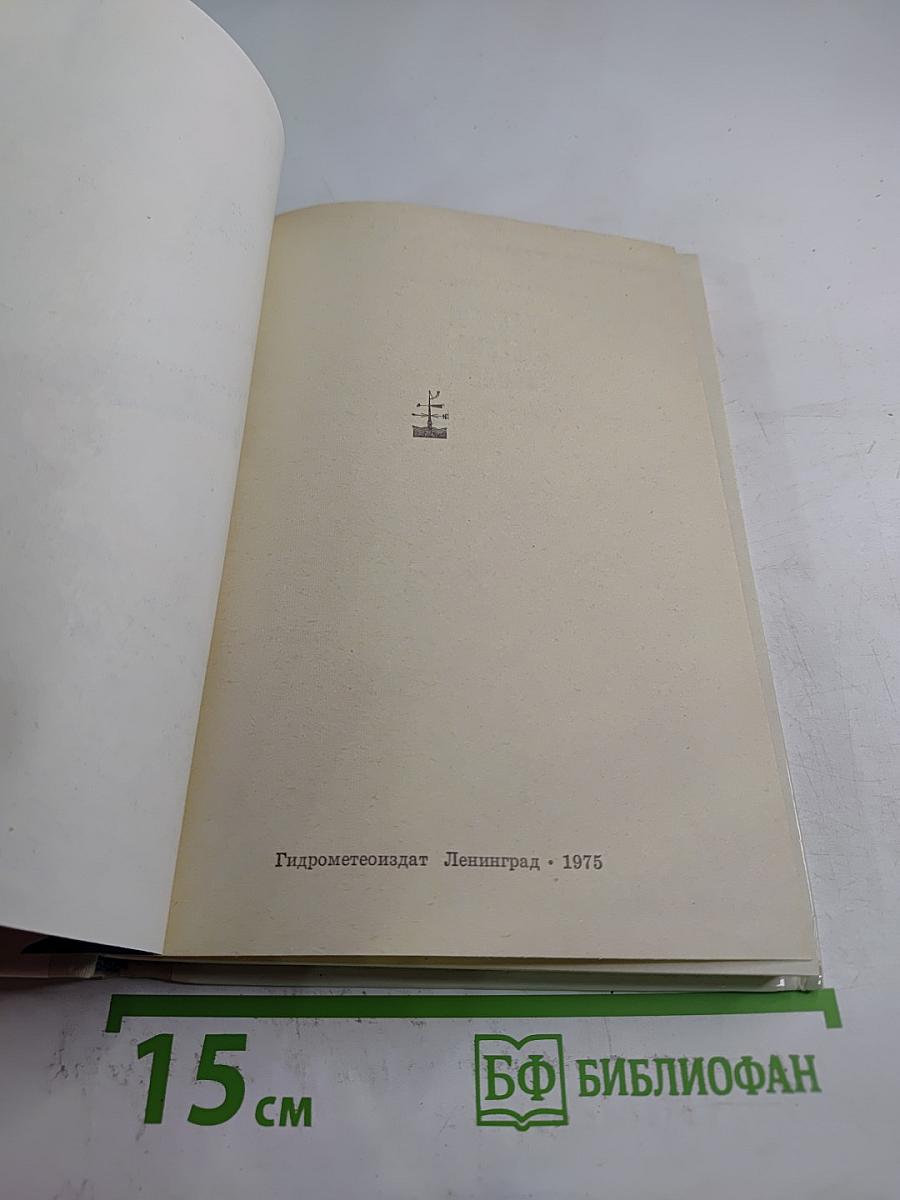 Гидрометеоиздат Ленинград • 1975
15 см
БФ БИБЛИОФАН